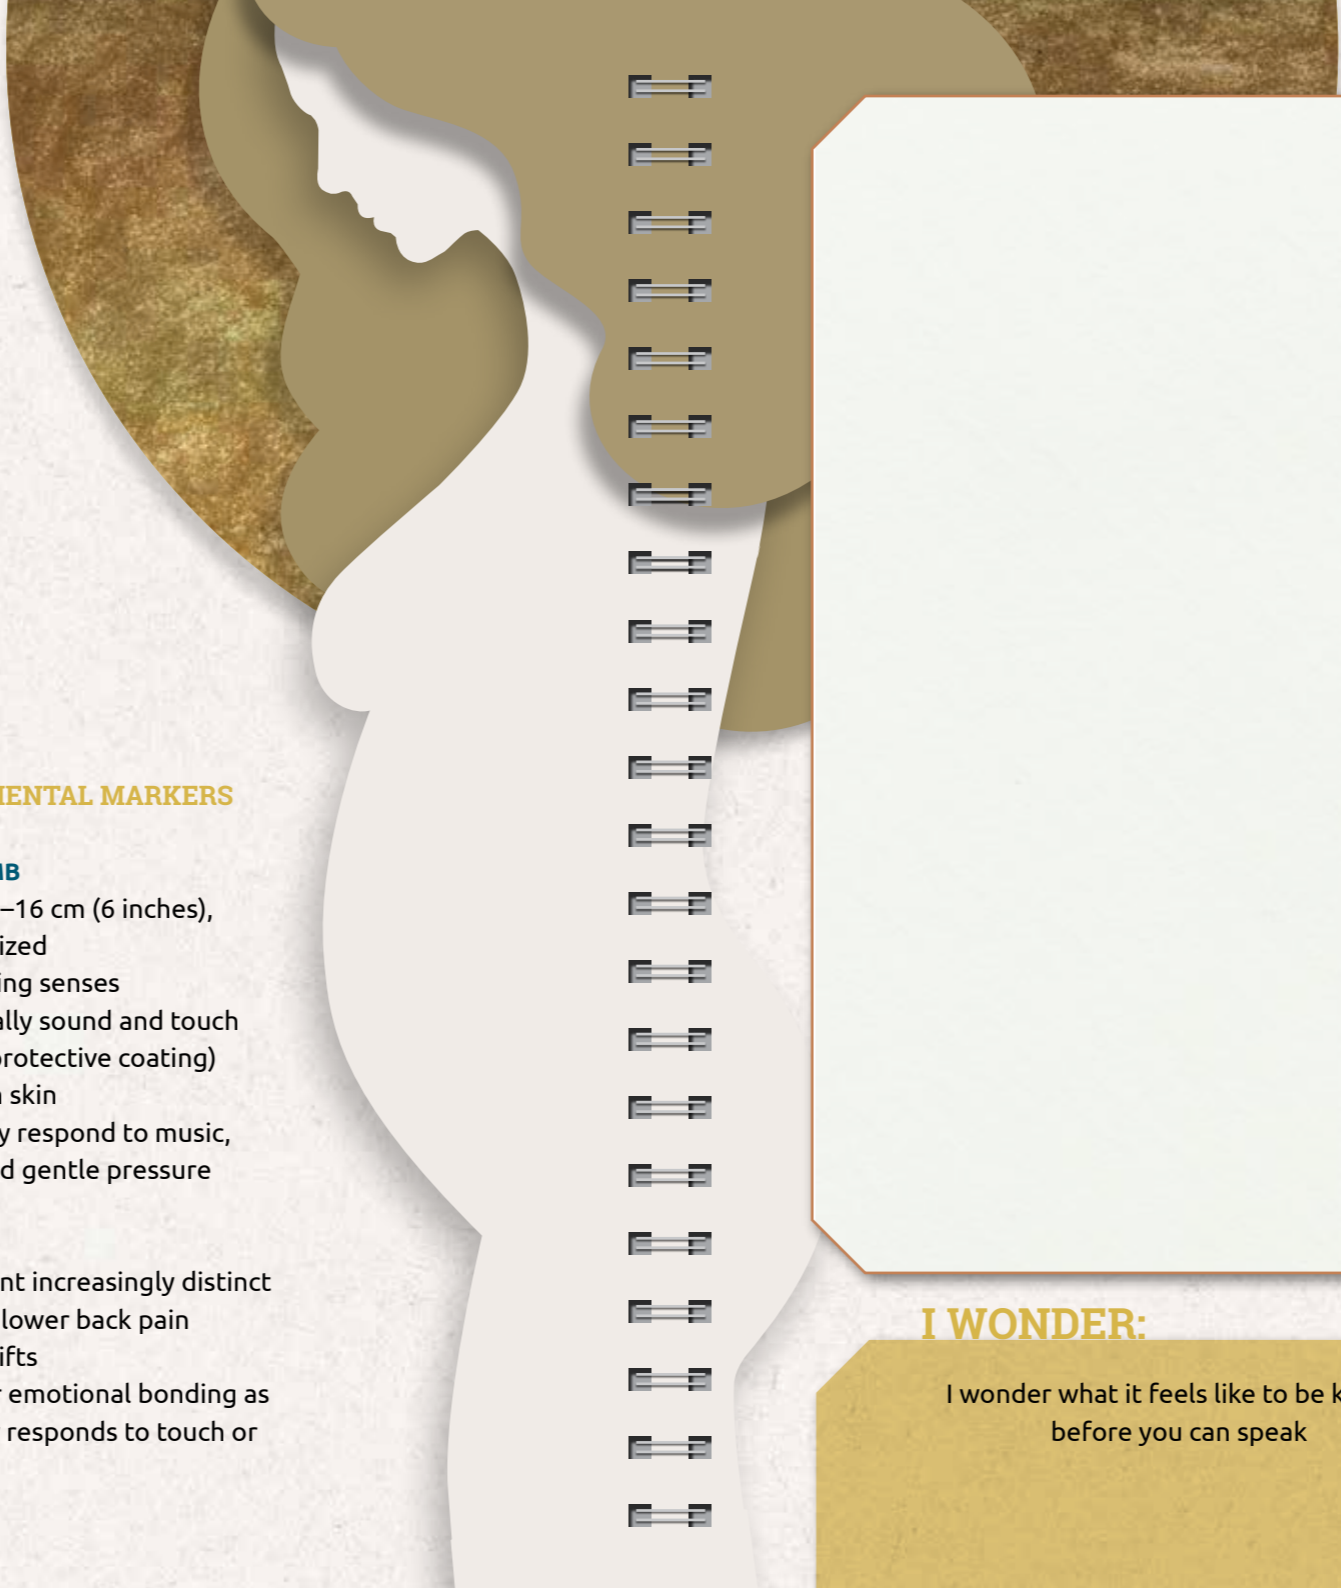 MENTAL MARKERS
MB
–16 cm (6 inches),
ized
ing senses
ally sound and touch
protective coating)
skin
y respond to music,
d gentle pressure
nt increasingly distinct
lower back pain
ifts
r emotional bonding as
responds to touch or
I WONDER:
I wonder what it feels like to be k
before you can speak